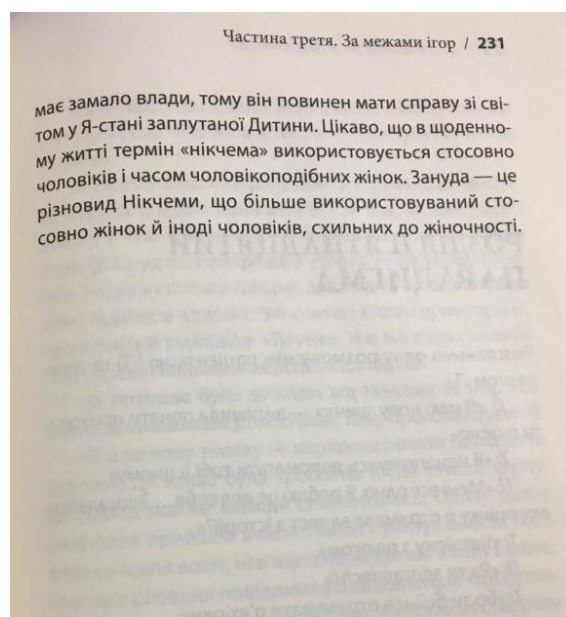 Частина третя. За межами ігор / 231
має замало влади, тому він повинен мати справу зі сві-
том у Я-стані заплутаної Дитини. Цікаво, що в щоденно-
му житті термін «нікчема» використовується стосовно
чоловіків і часом чоловікоподібних жінок. Зануда — це
різновид Нікчеми, що більше використовуваний сто-
совно жінок й іноді чоловіків, схильних до жіночності.